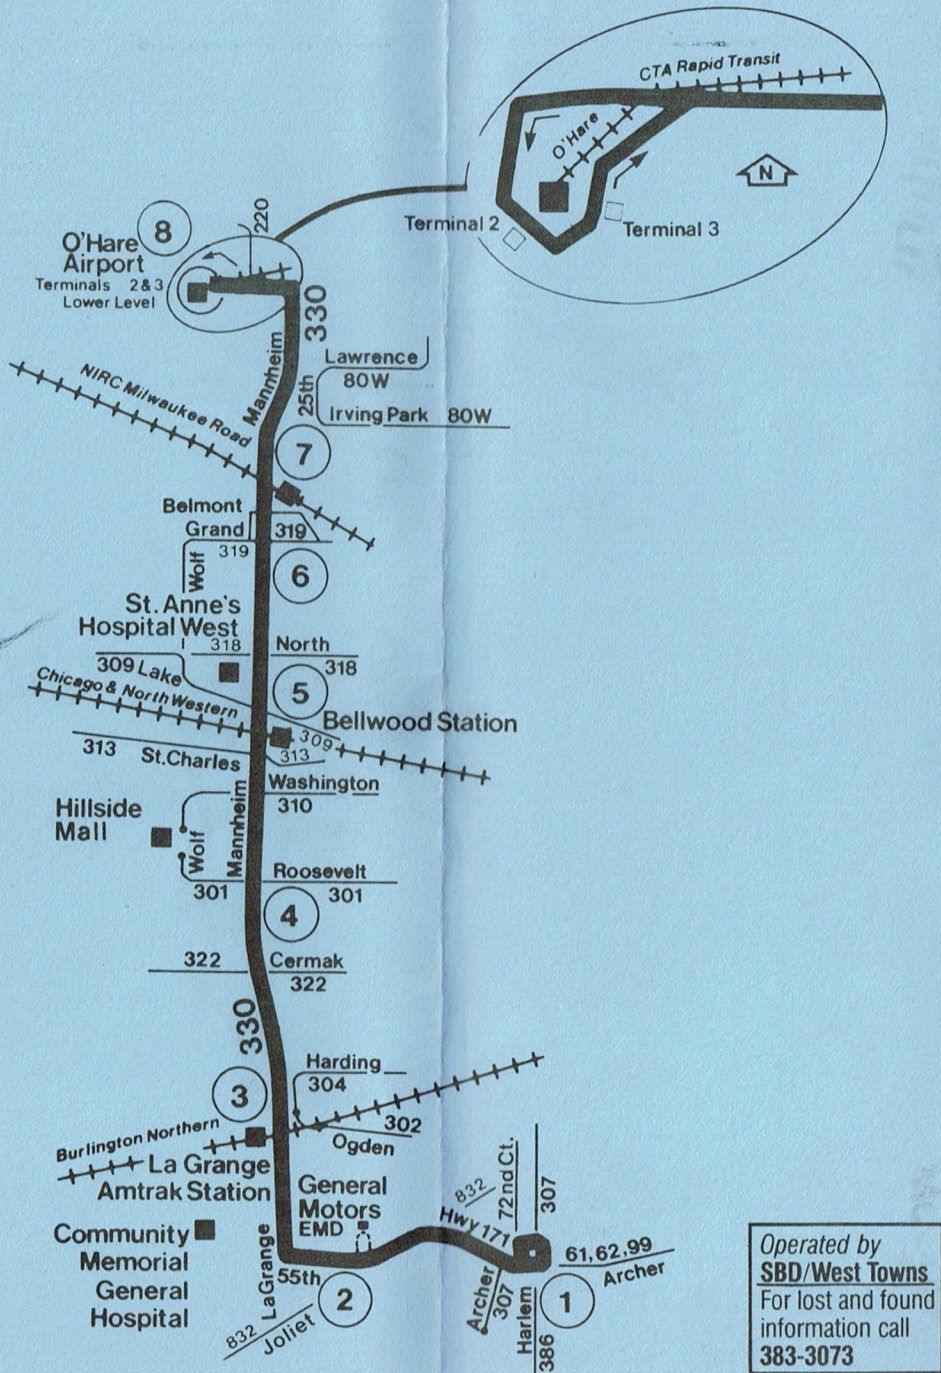 CTA Rapid Transit
O'Hare
N
Terminal 2
Terminal 3
8
220
O'Hare
Airport
Terminals 2&3
Lower Level
330
Mannheim
25th
Lawrence
80W
Irving Park 80W
NIRC Milwaukee Road
7
Belmont
Grand
319
319
Wolf
6
St. Anne's
Hospital West
318
North
318
309 Lake
5
Chicago & North Western
Bellwood Station
309
313
313
St. Charles
Washington
310
Hillside
Mall
Wolf
Mannheim
Roosevelt
301
301
4
322
Cermak
322
330
Harding
304
3
302
Ogden
Burlington Northern
La Grange
Amtrak Station
General
Motors
EMD
832
Hwy 171
72nd Ct.
307
Community
Memorial
General
Hospital
LaGrange
55th
2
832
Joliet
61,62,99
Archer
Archer
307
Harlem
386
1
Operated by
SBD/West Towns
For lost and found
information call
383-3073